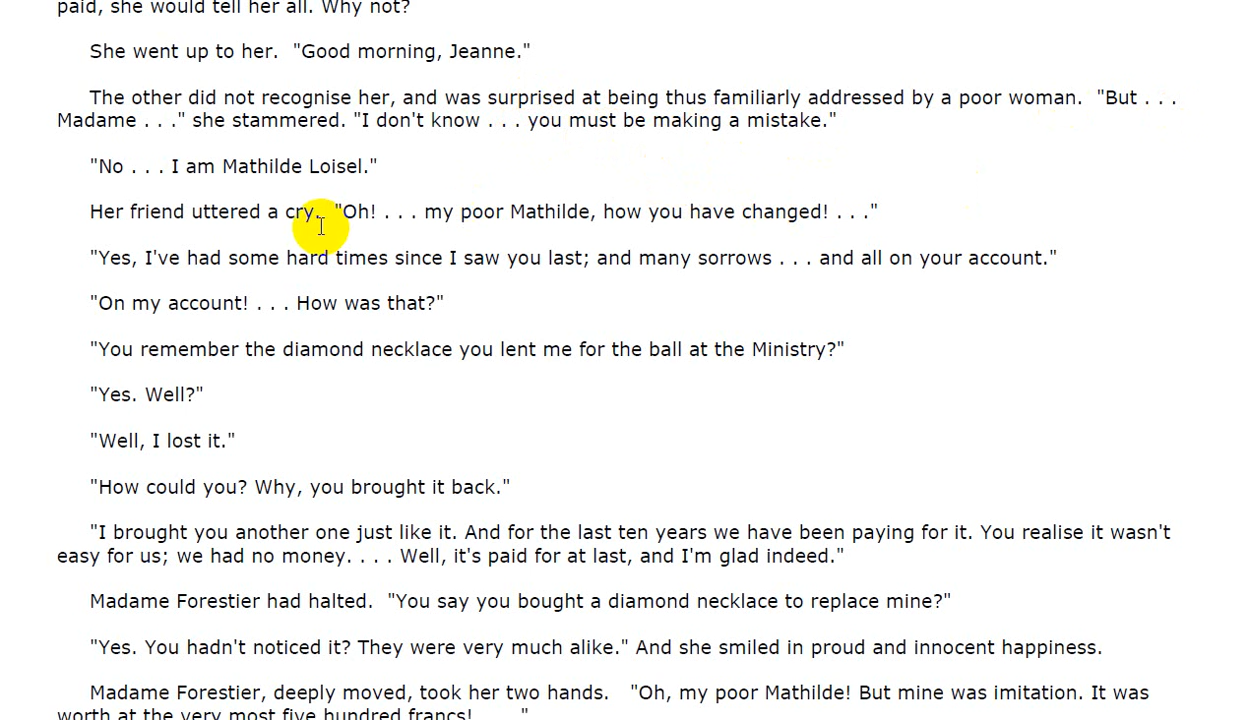 paid, she would tell her all. Why not?
She went up to her.  "Good morning, Jeanne."
The other did not recognise her, and was surprised at being thus familiarly addressed by a poor woman.  "But . . .
Madame . . ." she stammered. "I don't know . . . you must be making a mistake."
"No . . . I am Mathilde Loisel."
Her friend uttered a cry.  "Oh! . . . my poor Mathilde, how you have changed! . . ."
"Yes, I've had some hard times since I saw you last; and many sorrows . . . and all on your account."
"On my account! . . . How was that?"
"You remember the diamond necklace you lent me for the ball at the Ministry?"
"Yes. Well?"
"Well, I lost it."
"How could you? Why, you brought it back."
"I brought you another one just like it. And for the last ten years we have been paying for it. You realise it wasn't
easy for us; we had no money. . . . Well, it's paid for at last, and I'm glad indeed."
Madame Forestier had halted.  "You say you bought a diamond necklace to replace mine?"
"Yes. You hadn't noticed it? They were very much alike." And she smiled in proud and innocent happiness.
Madame Forestier, deeply moved, took her two hands.   "Oh, my poor Mathilde! But mine was imitation. It was
worth at the very most five hundred francs! . . . "